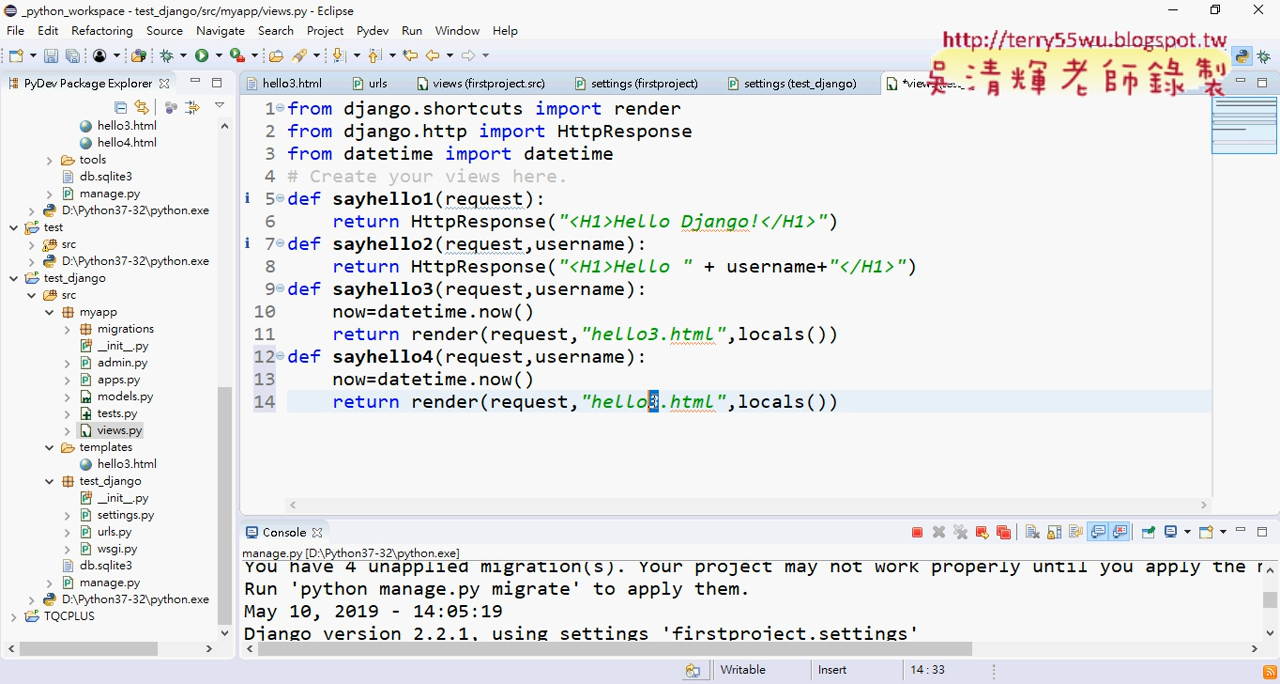 _python_workspace - test_django/src/myapp/views.py - Eclipse
File Edit Refactoring Source Navigate Search Project Pydev Run Window Help
http://terry55wu.blogspot.tw
吳清輝老師錄製
PyDev Package Explorer
hello3.html
hello4.html
tools
db.sqlite3
manage.py
D:\Python37-32\python.exe
test
src
D:\Python37-32\python.exe
test_django
src
myapp
migrations
__init__.py
admin.py
apps.py
models.py
tests.py
views.py
templates
hello3.html
test_django
__init__.py
settings.py
urls.py
wsgi.py
db.sqlite3
manage.py
D:\Python37-32\python.exe
TQCPLUS
hello3.html urls views (firstproject src) settings (firstproject) settings (test_django)
1 from django.shortcuts import render
2 from django.http import HttpResponse
3 from datetime import datetime
4 # Create your views here.
5 def sayhello1(request):
6 return HttpResponse("<H1>Hello Django!</H1>")
7 def sayhello2(request,username):
8 return HttpResponse("<H1>Hello " + username+"</H1>")
9 def sayhello3(request,username):
10 now=datetime.now()
11 return render(request,"hello3.html",locals())
12 def sayhello4(request,username):
13 now=datetime.now()
14 return render(request,"hello3.html",locals())
Console
manage.py [D:\Python37-32\python.exe]
You have 4 unapplied migration(s). Your project may not work properly until you apply the
Run 'python manage.py migrate' to apply them.
May 10, 2019 - 14:05:19
Django version 2.2.1, using settings 'firstproject.settings'
Writable Insert 14 : 33